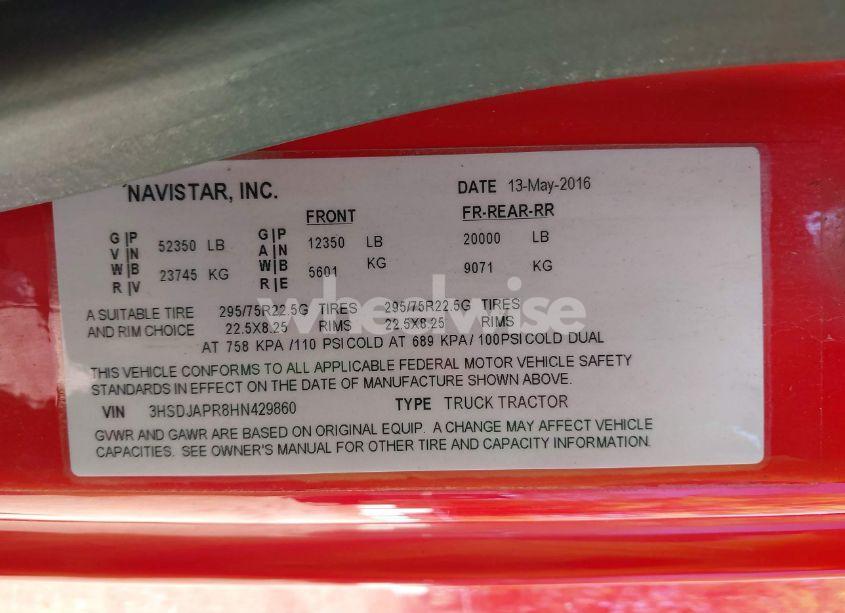 NAVISTAR, INC. DATE 13-May-2016
FRONT FR-REAR-RR
G|P 52350 LB G|P 12350 LB 20000 LB
V|N A|N
W|B 23745 KG W|B 5601 KG 9071 KG
R|V R|E
A SUITABLE TIRE 295/75R22.5G TIRES 295/75R22.5G TIRES
AND RIM CHOICE 22.5X8.25 RIMS 22.5X8.25 RIMS
AT 758 KPA /110 PSI COLD AT 689 KPA/ 100PSI COLD DUAL
THIS VEHICLE CONFORMS TO ALL APPLICABLE FEDERAL MOTOR VEHICLE SAFETY
STANDARDS IN EFFECT ON THE DATE OF MANUFACTURE SHOWN ABOVE.
VIN 3HSDJAPR8HN429860 TYPE TRUCK TRACTOR
GVWR AND GAWR ARE BASED ON ORIGINAL EQUIP. A CHANGE MAY AFFECT VEHICLE
CAPACITIES. SEE OWNER'S MANUAL FOR OTHER TIRE AND CAPACITY INFORMATION.
wheelwise